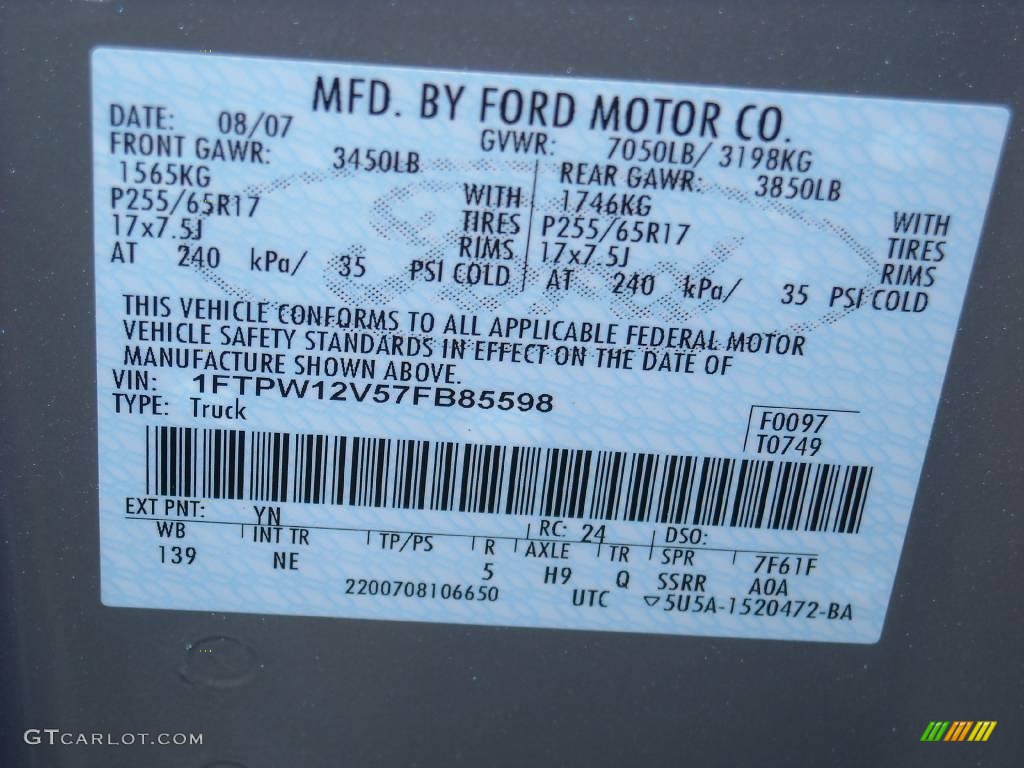 MFD. BY FORD MOTOR CO.
DATE: 08/07 GVWR: 7050LB/ 3198KG
FRONT GAWR: 3450LB REAR GAWR: 3850LB
1565KG WITH 1746KG WITH
P255/65R17 TIRES P255/65R17 TIRES
17x7.5J RIMS 17x7.5J RIMS
AT 240 kPa/ 35 PSI COLD AT 240 kPa/ 35 PSI COLD
THIS VEHICLE CONFORMS TO ALL APPLICABLE FEDERAL MOTOR
VEHICLE SAFETY STANDARDS IN EFFECT ON THE DATE OF
MANUFACTURE SHOWN ABOVE.
VIN: 1FTPW12V57FB85598
TYPE: Truck
F0097
T0749
EXT PNT: YN RC: 24 DSO:
WB INT TR TP/PS R AXLE TR SPR 7F61F
139 NE 5 H9 Q SSRR A0A
2200708106650 UTC ▽5U5A-1520472-BA
GTCARLOT.COM